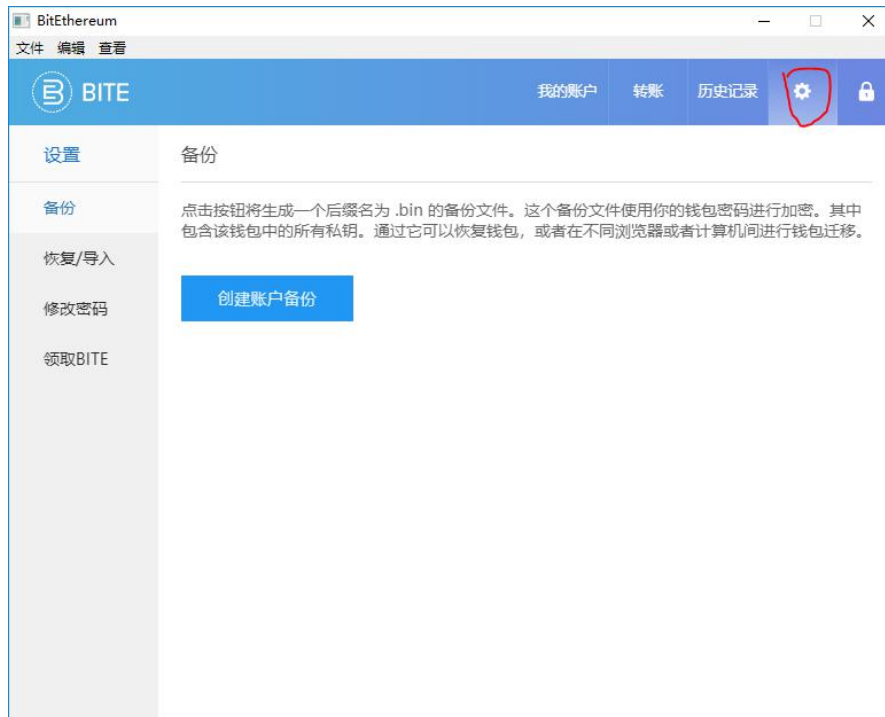 BitEthereum
文件 编辑 查看
BITE 我的账户 转账 历史记录
设置
备份
恢复/导入
修改密码
领取BITE
备份
点击按钮将生成一个后缀名为 .bin 的备份文件。这个备份文件使用你的钱包密码进行加密。其中
包含该钱包中的所有私钥。通过它可以恢复钱包，或者在不同浏览器或者计算机间进行钱包迁移。
创建账户备份